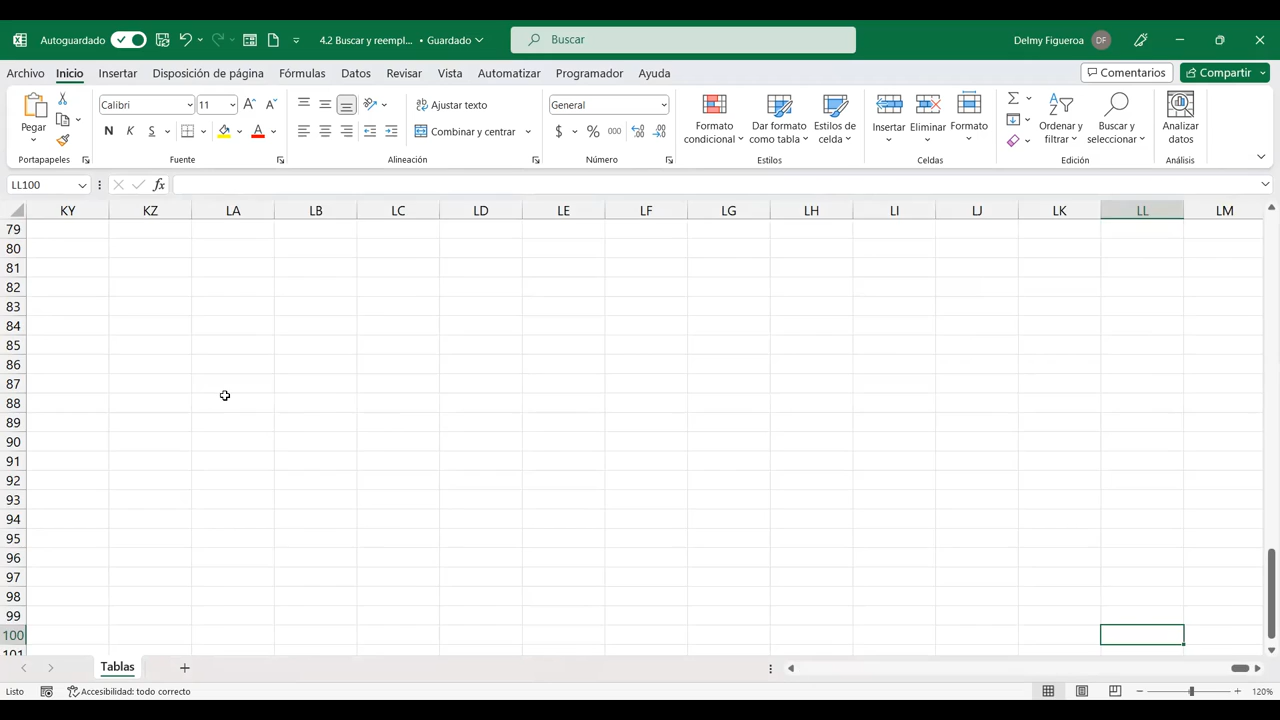 Autoguardado
4.2 Buscar y reempl... • Guardado
Buscar
Delmy Figueroa
DF
Archivo Inicio Insertar Disposición de página Fórmulas Datos Revisar Vista Automatizar Programador Ayuda
Comentarios
Compartir
Pegar
Portapapeles
Calibri
11
N K S
Fuente
Ajustar texto
Combinar y centrar
Alineación
General
$ % 000
Número
Formato condicional
Dar formato como tabla
Estilos de celda
Estilos
Insertar
Eliminar
Formato
Celdas
Ordenar y filtrar
Buscar y seleccionar
Edición
Analizar datos
Análisis
LL100
fx
KY KZ LA LB LC LD LE LF LG LH LI LJ LK LL LM
79
80
81
82
83
84
85
86
87
88
89
90
91
92
93
94
95
96
97
98
99
100
101
Tablas
Listo
Accesibilidad: todo correcto
120%